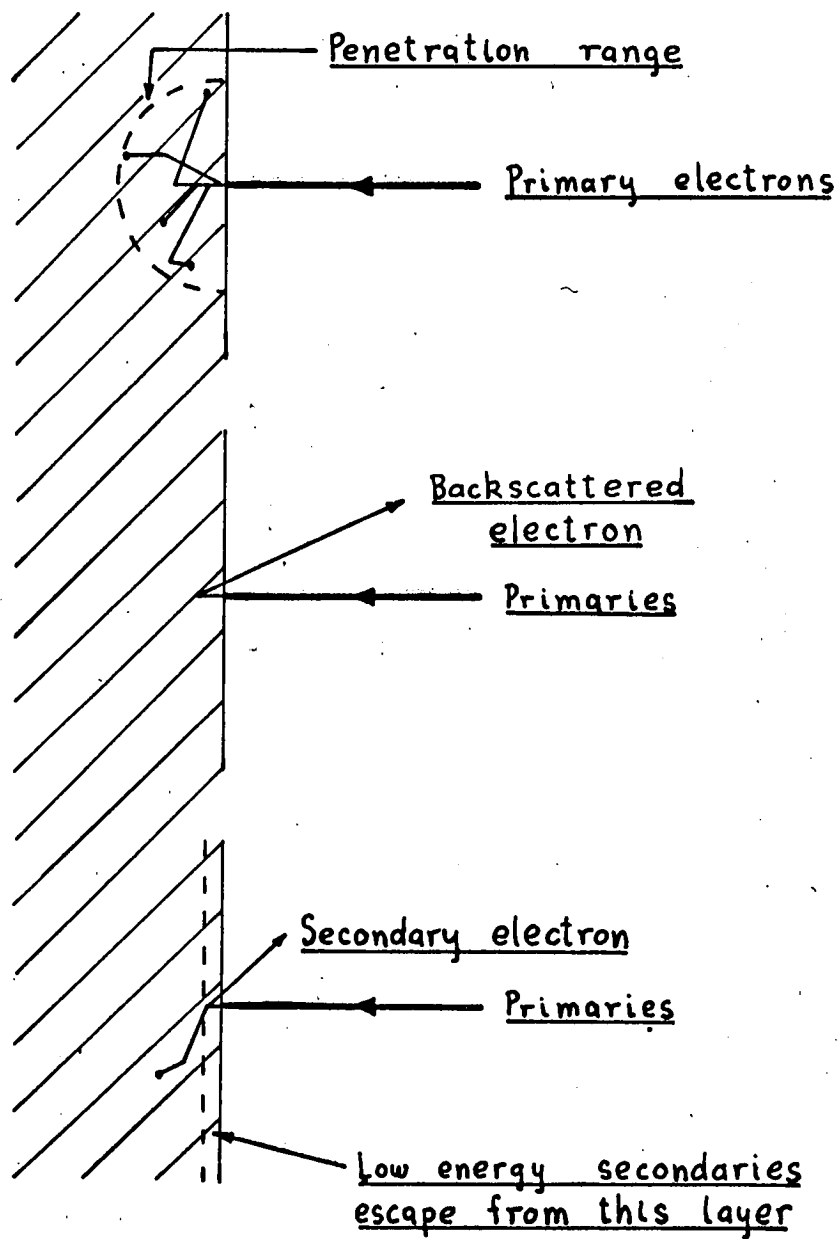 Penetration range
Primary electrons
Backscattered
electron
Primaries
Secondary electron
Primaries
Low energy secondaries
escape from this layer